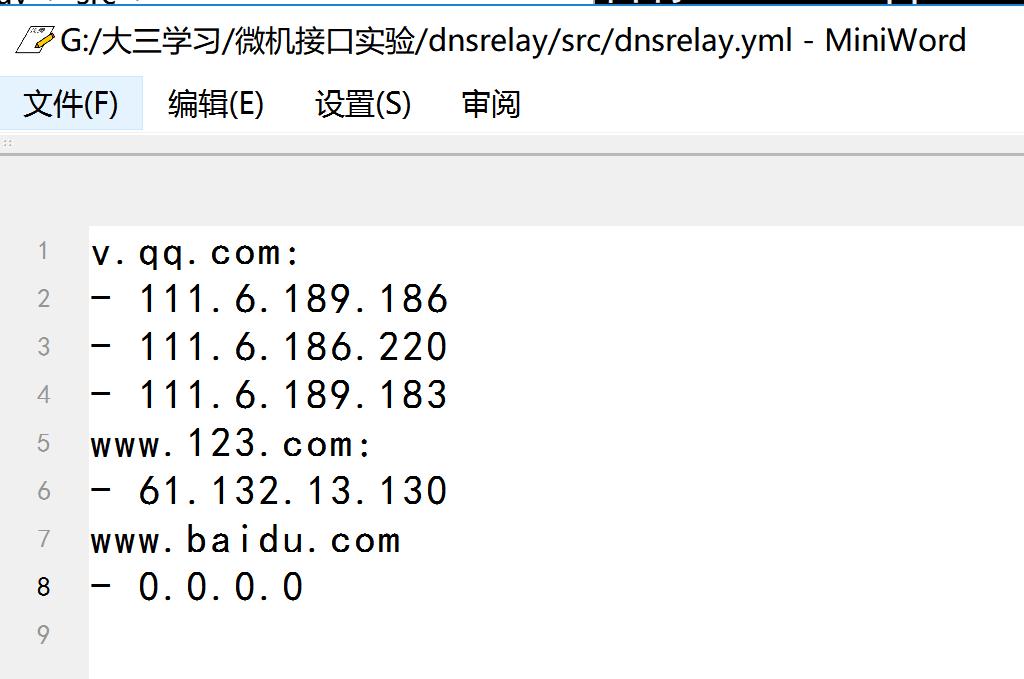 G:/大三学习/微机接口实验/dnsrelay/src/dnsrelay.yml - MiniWord
文件(F) 编辑(E) 设置(S) 审阅
1 v.qq.com:
2 - 111.6.189.186
3 - 111.6.186.220
4 - 111.6.189.183
5 www.123.com:
6 - 61.132.13.130
7 www.baidu.com
8 - 0.0.0.0
9